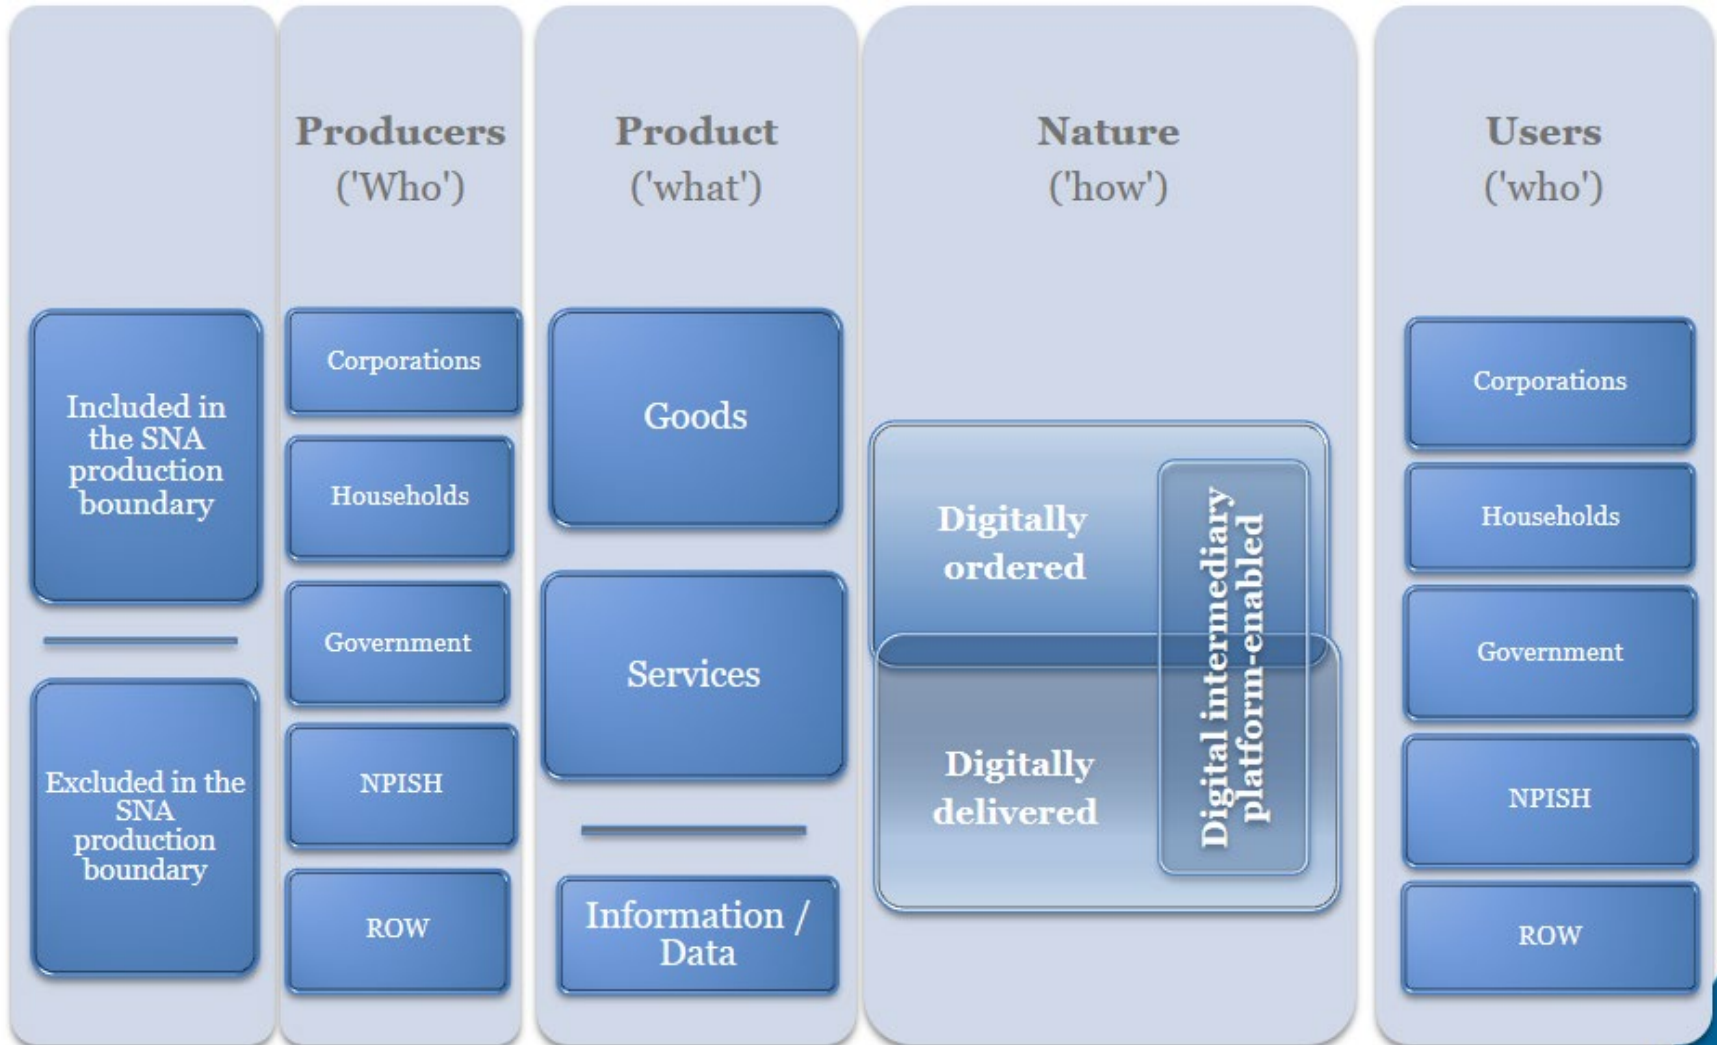 Included in
the SNA
production
boundary
Excluded in the
SNA
production
boundary
Producers
('Who')
Corporations
Households
Government
NPISH
ROW
Product
('what')
Goods
Services
Information /
Data
Nature
('how')
Digitally
ordered
Digitally
delivered
Digital intermediary
platform-enabled
Users
('who')
Corporations
Households
Government
NPISH
ROW